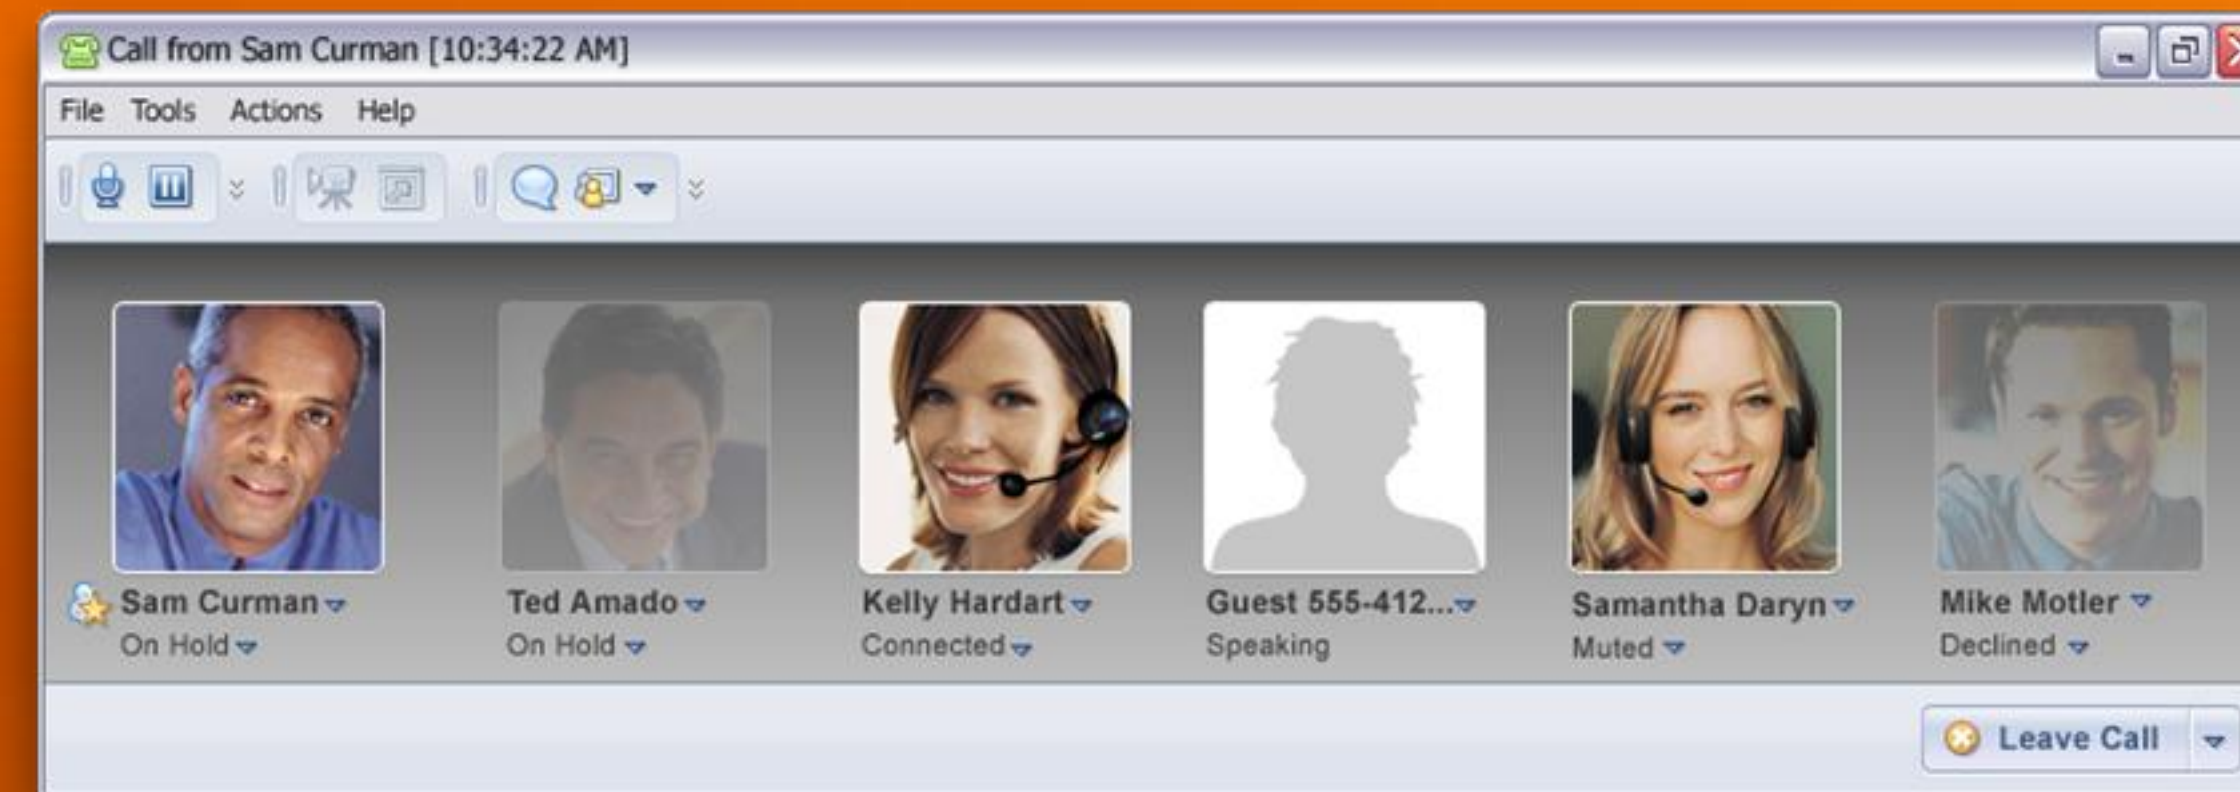 Call from Sam Curman [10:34:22 AM]
File Tools Actions Help
Sam Curman
On Hold
Ted Amado
On Hold
Kelly Hardart
Connected
Guest 555-412...
Speaking
Samantha Daryn
Muted
Mike Motler
Declined
Leave Call